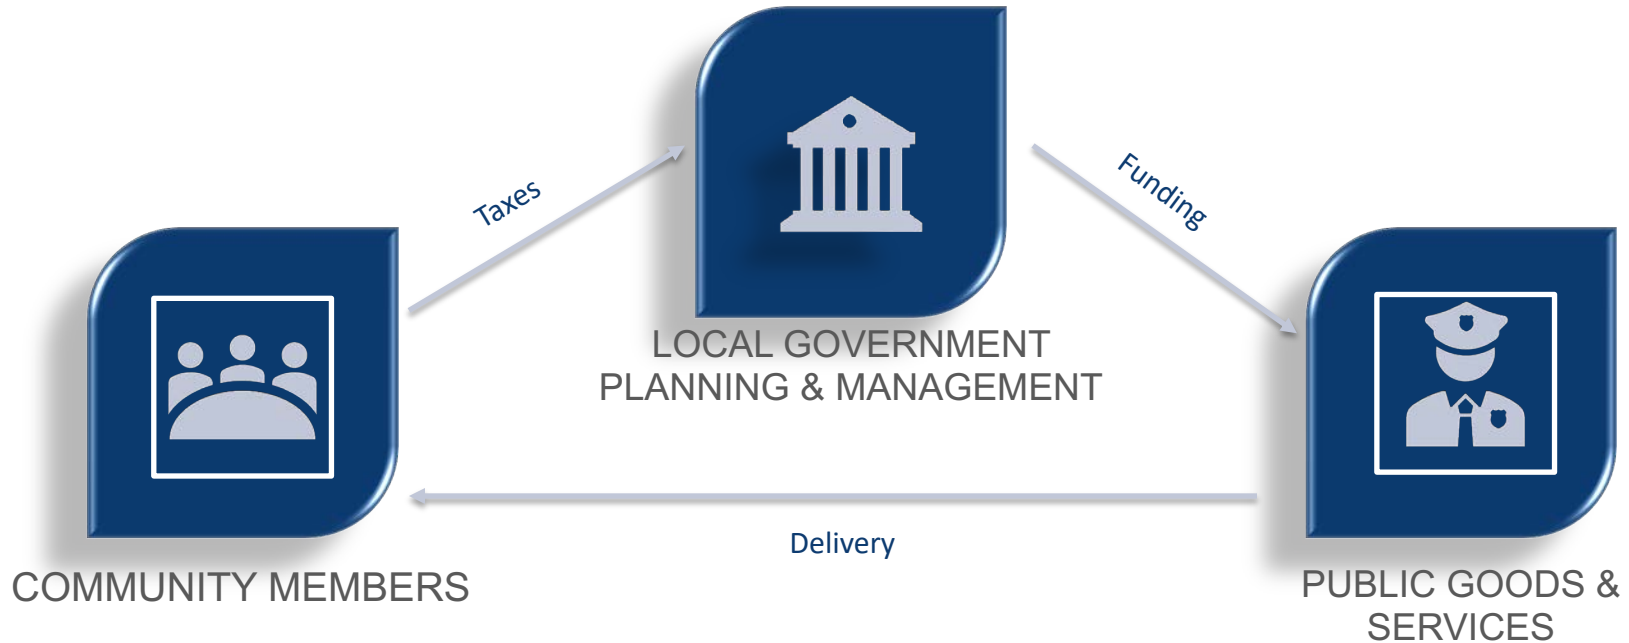 Taxes
Funding
LOCAL GOVERNMENT
PLANNING & MANAGEMENT
Delivery
COMMUNITY MEMBERS
PUBLIC GOODS &
SERVICES